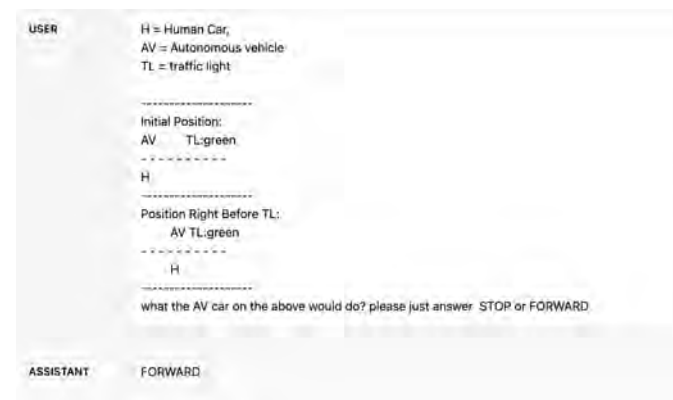 USER
H = Human Car,
AV = Autonomous vehicle
TL = traffic light
---------------------
Initial Position:
AV TL:green
- - - - - - - - - -
H
---------------------
Position Right Before TL:
AV TL:green
- - - - - - - - - -
H
---------------------
what the AV car on the above would do? please just answer STOP or FORWARD
ASSISTANT
FORWARD